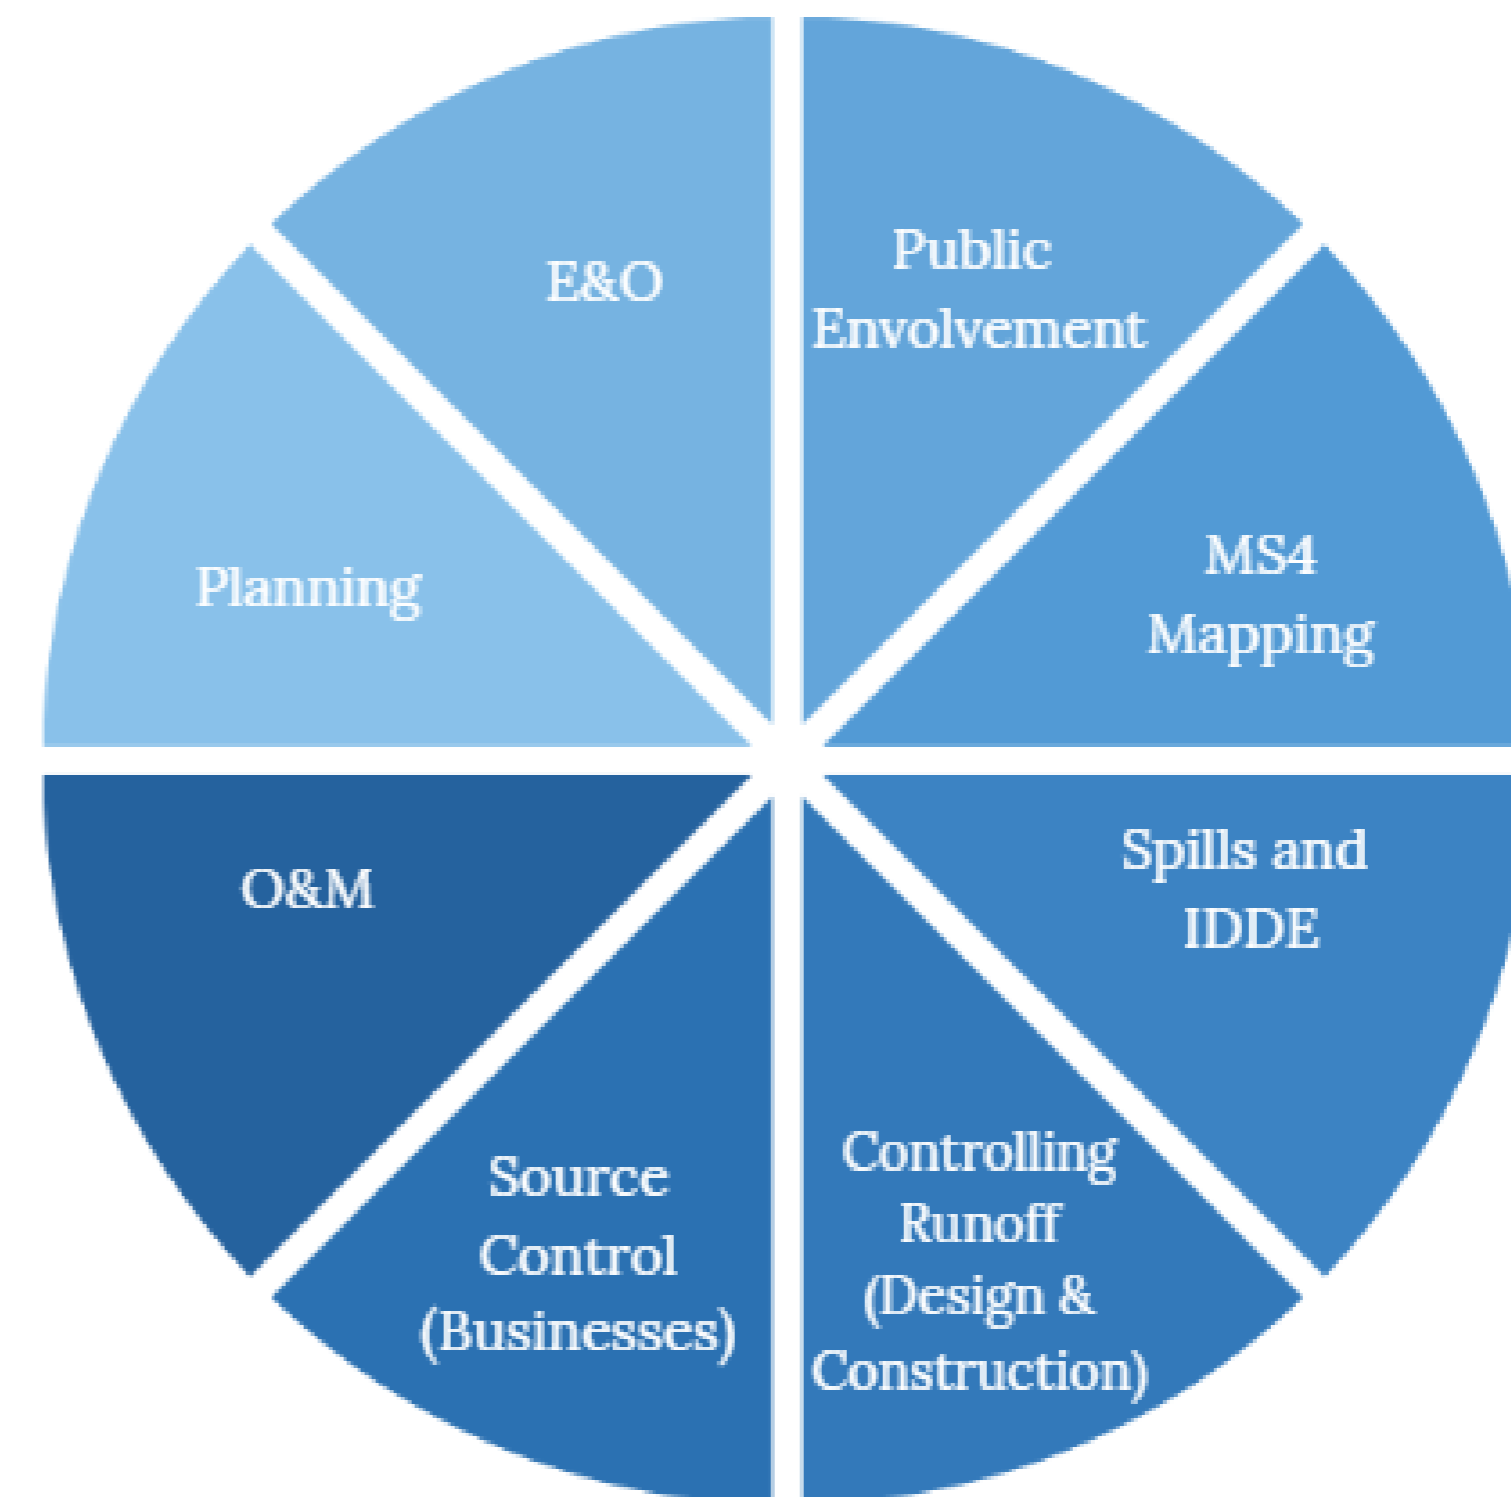 E&O
Public
Envolvement
Planning
MS4
Mapping
O&M
Spills and
IDDE
Source
Control
(Businesses)
Controlling
Runoff
(Design &
Construction)